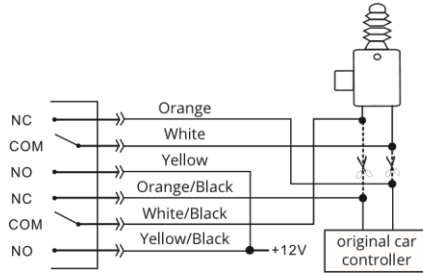 NC
Orange
COM
White
NO
Yellow
NC
Orange/Black
COM
White/Black
NO
Yellow/Black
+12V
original car
controller